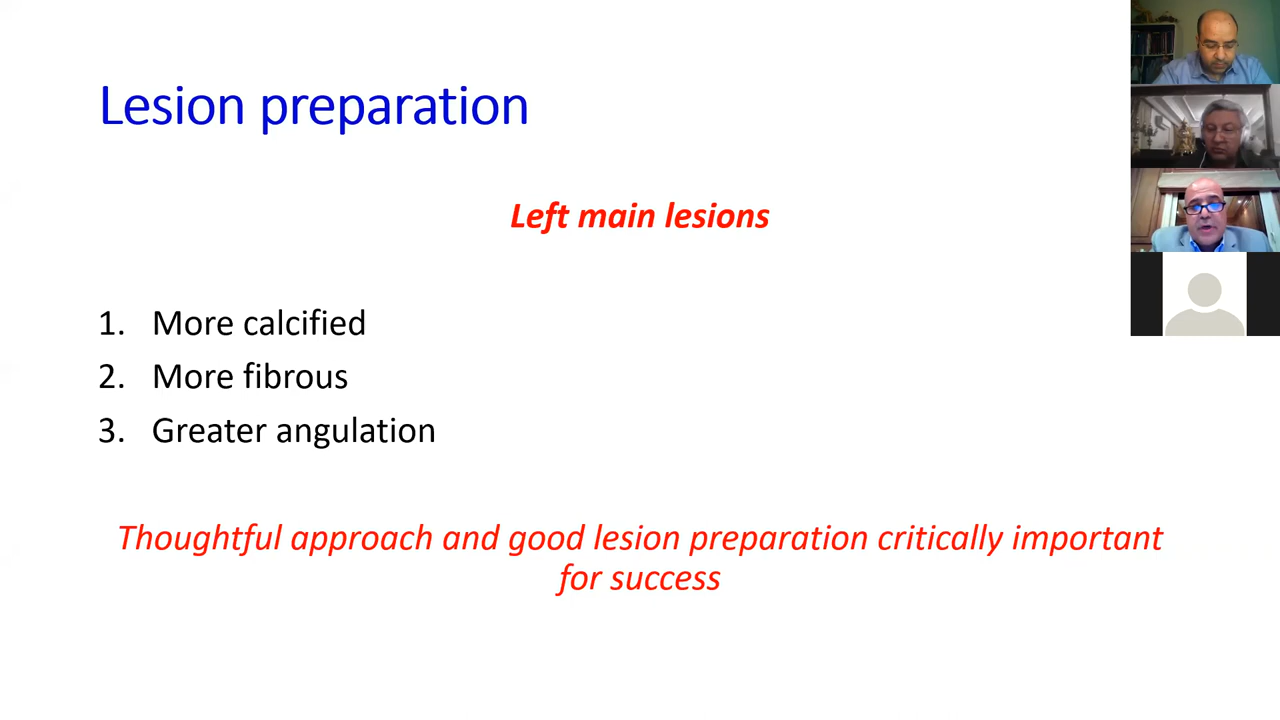 Lesion preparation
Left main lesions
1. More calcified
2. More fibrous
3. Greater angulation
Thoughtful approach and good lesion preparation critically important
for success